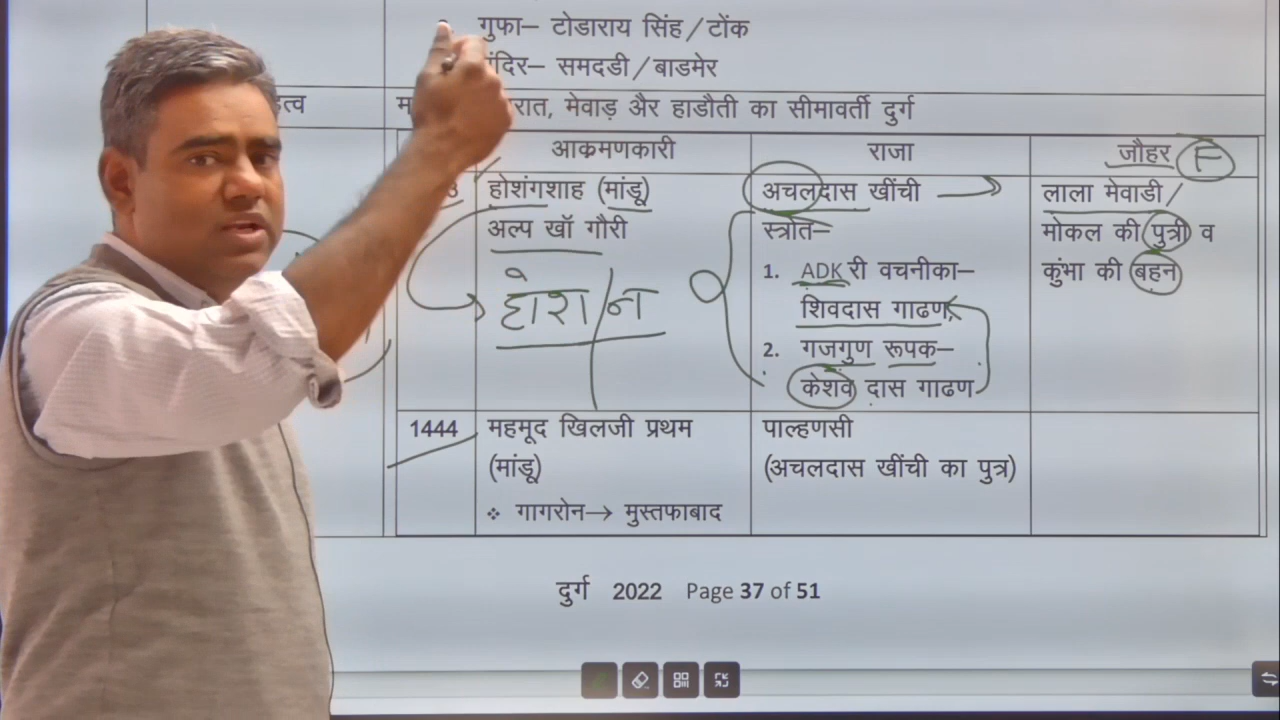 गुफा– टोडाराय सिंह/टोंक
समदडी/बाडमेर
मेवाड़ अैर हाडौती का सीमावर्ती दुर्ग
आक्रमणकारी राजा जौहर F
होशंगशाह (मांडू) अचलदास खींची लाला मेवाडी/
अल्प खॉ गौरी स्त्रोत– मोकल की पुत्री व
1. ADK री वचनीका– कुंभा की बहन
शिवदास गाढण
2. गजगुण रूपक–
केशव दास गाढण
1444 महमूद खिलजी प्रथम पाल्हणसी
(मांडू) (अचलदास खींची का पुत्र)
❖ गागरोन→ मुस्तफाबाद
दुर्ग 2022 Page 37 of 51